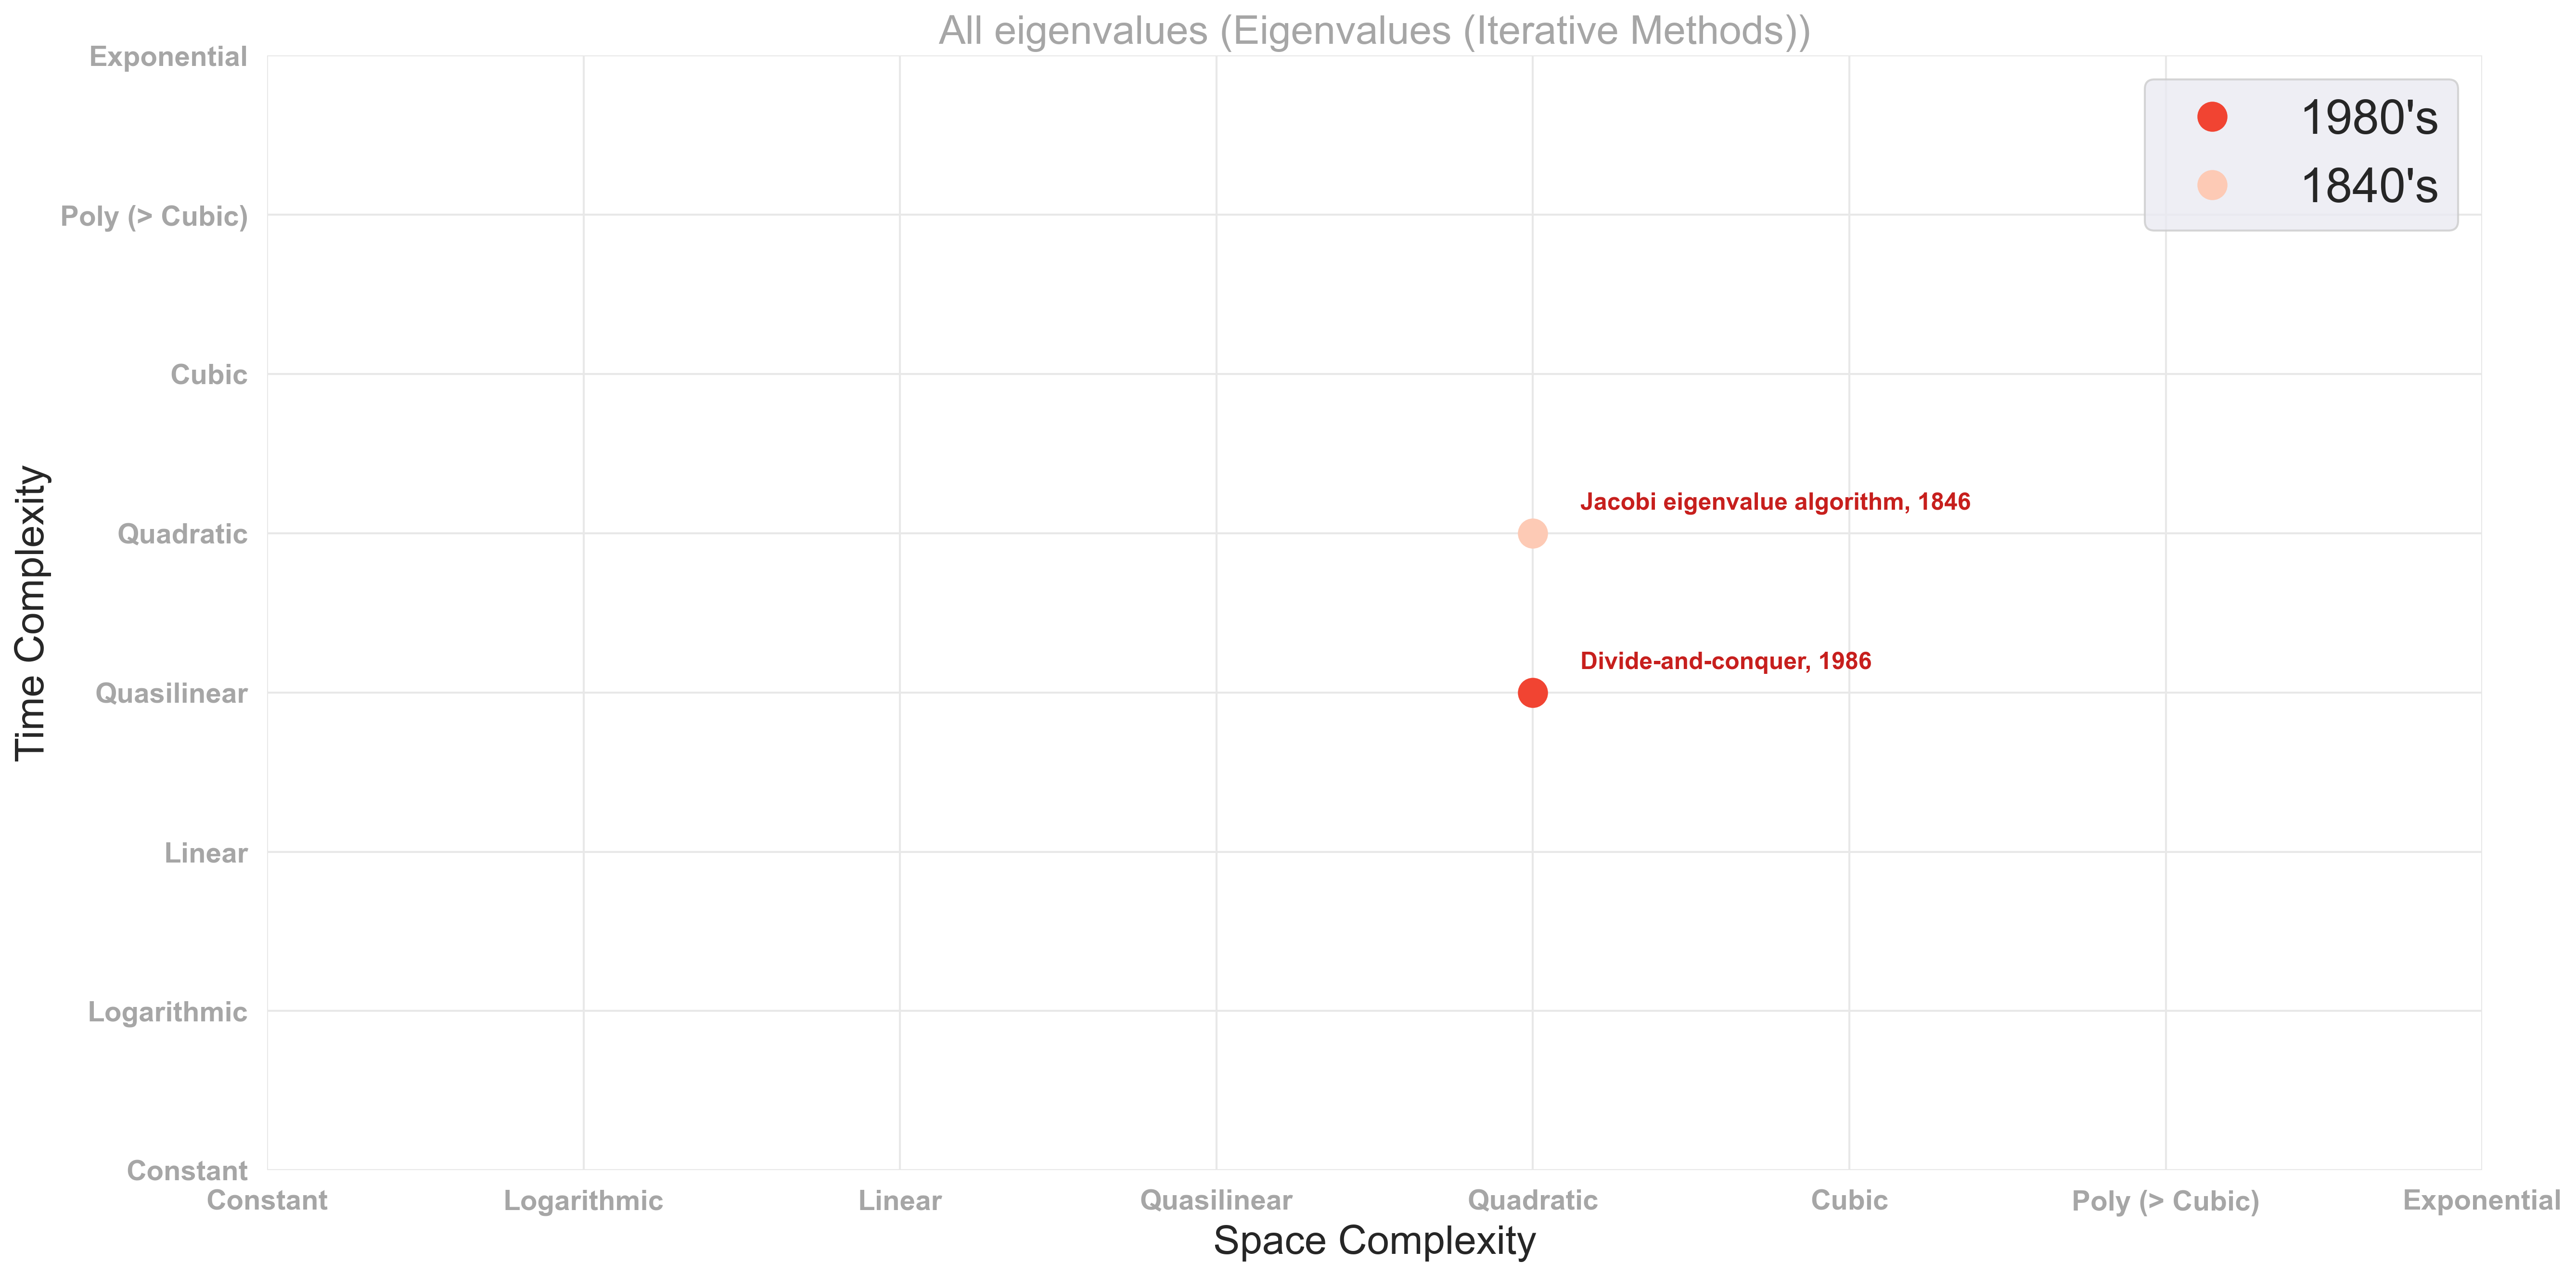 All eigenvalues (Eigenvalues (Iterative Methods))
Exponential
Poly (> Cubic)
Cubic
Quadratic
Quasilinear
Linear
Logarithmic
Constant
Time Complexity
1980's
1840's
Jacobi eigenvalue algorithm, 1846
Divide-and-conquer, 1986
Constant
Logarithmic
Linear
Quasilinear
Quadratic
Cubic
Poly (> Cubic)
Exponential
Space Complexity